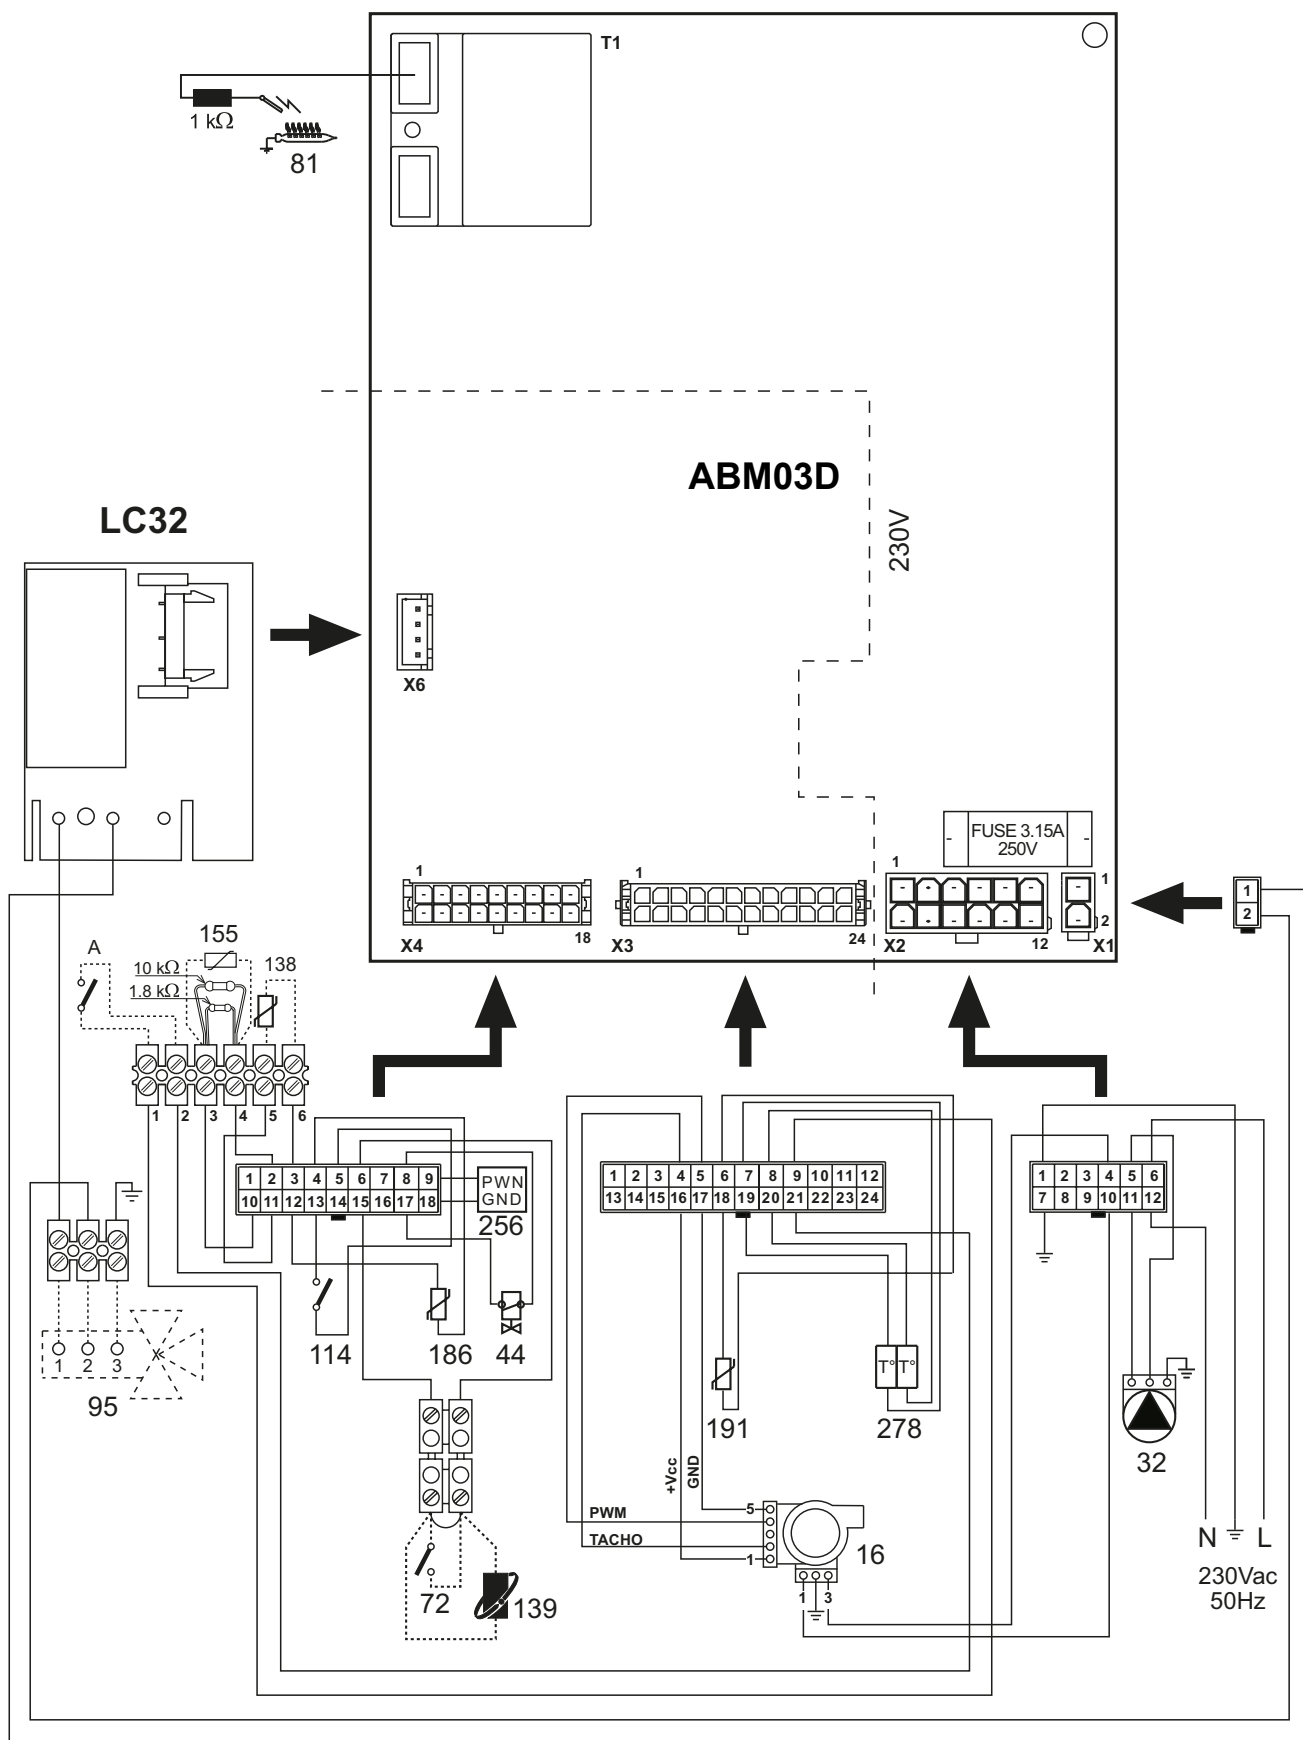 T1
1 kΩ
81
ABM03D
230V
LC32
X6
FUSE 3.15A
250V
1
1
1
1
2
1
2
X4
18
X3
24
X2
12
X1
A
155
138
10 kΩ
1.8 kΩ
1 2 3 4 5 6
1 2 3 4 5 6 7 8 9
10 11 12 13 14 15 16 17 18
PWN
GND
256
1 2 3 4 5 6 7 8 9 10 11 12
13 14 15 16 17 18 19 20 21 22 23 24
1 2 3 4 5 6
7 8 9 10 11 12
114
186
44
1 2 3
95
T° T°
191
278
32
+Vcc
GND
PWM
TACHO
5
1
16
1 3
72
139
N L
230Vac
50Hz